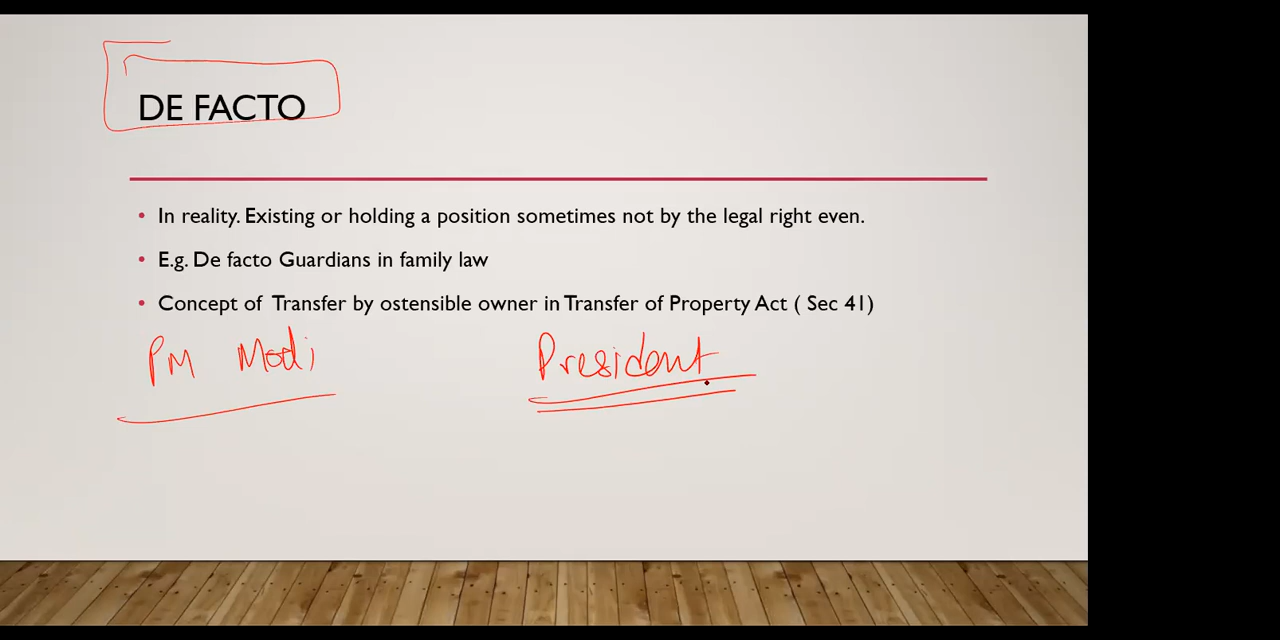 DE FACTO
• In reality. Existing or holding a position sometimes not by the legal right even.
• E.g. De facto Guardians in family law
• Concept of Transfer by ostensible owner in Transfer of Property Act ( Sec 41)
PM Modi President